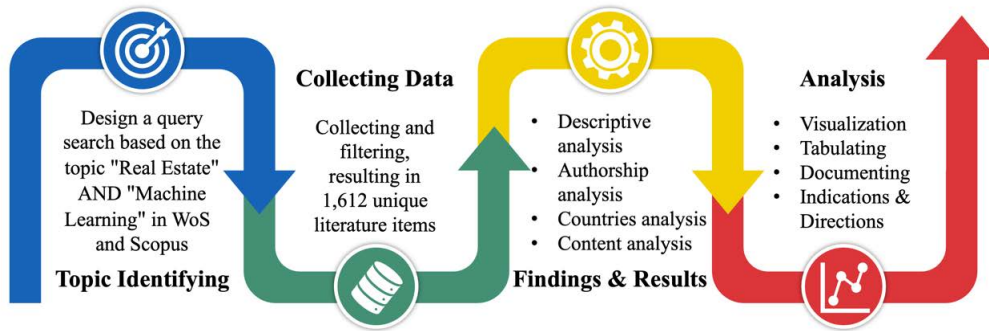 Design a query
search based on the
topic "Real Estate"
AND "Machine
Learning" in WoS
and Scopus
Topic Identifying
Collecting Data
Collecting and
filtering,
resulting in
1,612 unique
literature items
• Descriptive
analysis
• Authorship
analysis
• Countries analysis
• Content analysis
Findings & Results
Analysis
• Visualization
• Tabulating
• Documenting
• Indications &
Directions